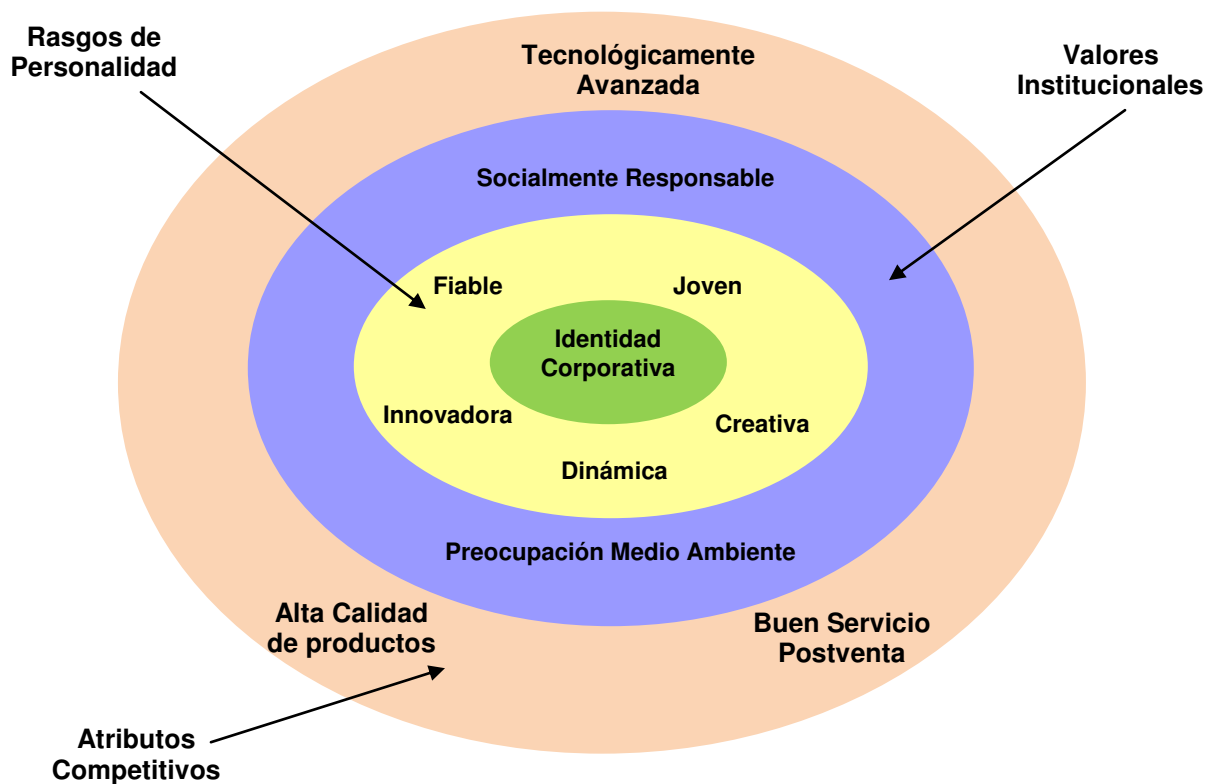 Rasgos de
Personalidad
Tecnológicamente
Avanzada
Valores
Institucionales
Socialmente Responsable
Fiable
Joven
Identidad
Corporativa
Innovadora
Creativa
Dinámica
Preocupación Medio Ambiente
Alta Calidad
de productos
Buen Servicio
Postventa
Atributos
Competitivos